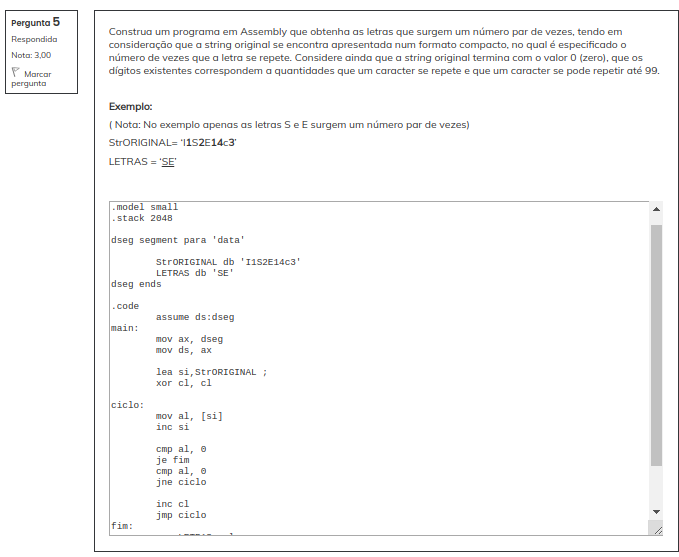 Pergunta 5
Respondida
Nota: 3,00
Marcar
pergunta
Construa um programa em Assembly que obtenha as letras que surgem um número par de vezes, tendo em
consideração que a string original se encontra apresentada num formato compacto, no qual é especificado o
número de vezes que a letra se repete. Considere ainda que a string original termina com o valor 0 (zero), que os
dígitos existentes correspondem a quantidades que um caracter se repete e que um caracter se pode repetir até 99.
Exemplo:
( Nota: No exemplo apenas as letras S e E surgem um número par de vezes)
StrORIGINAL= 'I1S2E14c3'
LETRAS = 'SE'
.model small
.stack 2048
dseg segment para 'data'
StrORIGINAL db 'I1S2E14c3'
LETRAS db 'SE'
dseg ends
.code
assume ds:dseg
main:
mov ax, dseg
mov ds, ax
lea si,StrORIGINAL ;
xor cl, cl
ciclo:
mov al, [si]
inc si
cmp al, 0
je fim
cmp al, 0
jne ciclo
inc cl
jmp ciclo
fim: